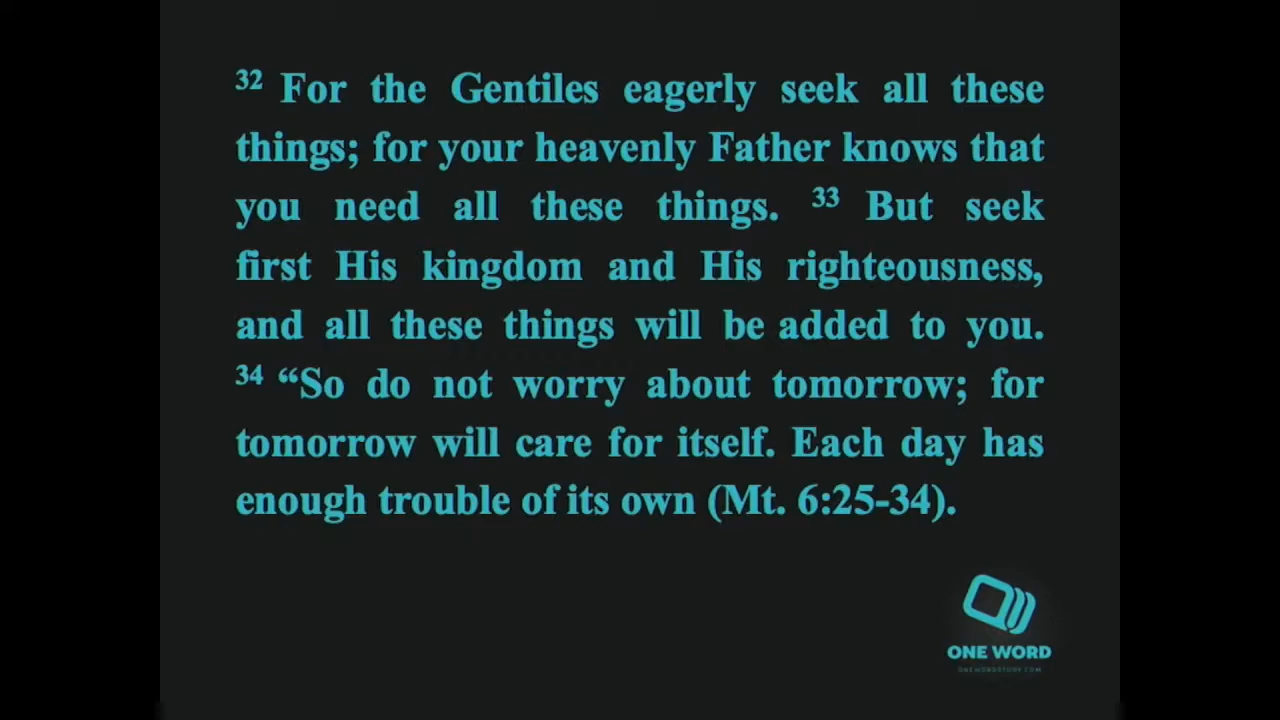 32 For the Gentiles eagerly seek all these
things; for your heavenly Father knows that
you need all these things. 33 But seek
first His kingdom and His righteousness,
and all these things will be added to you.
34 “So do not worry about tomorrow; for
tomorrow will care for itself. Each day has
enough trouble of its own (Mt. 6:25-34).
ONE WORD